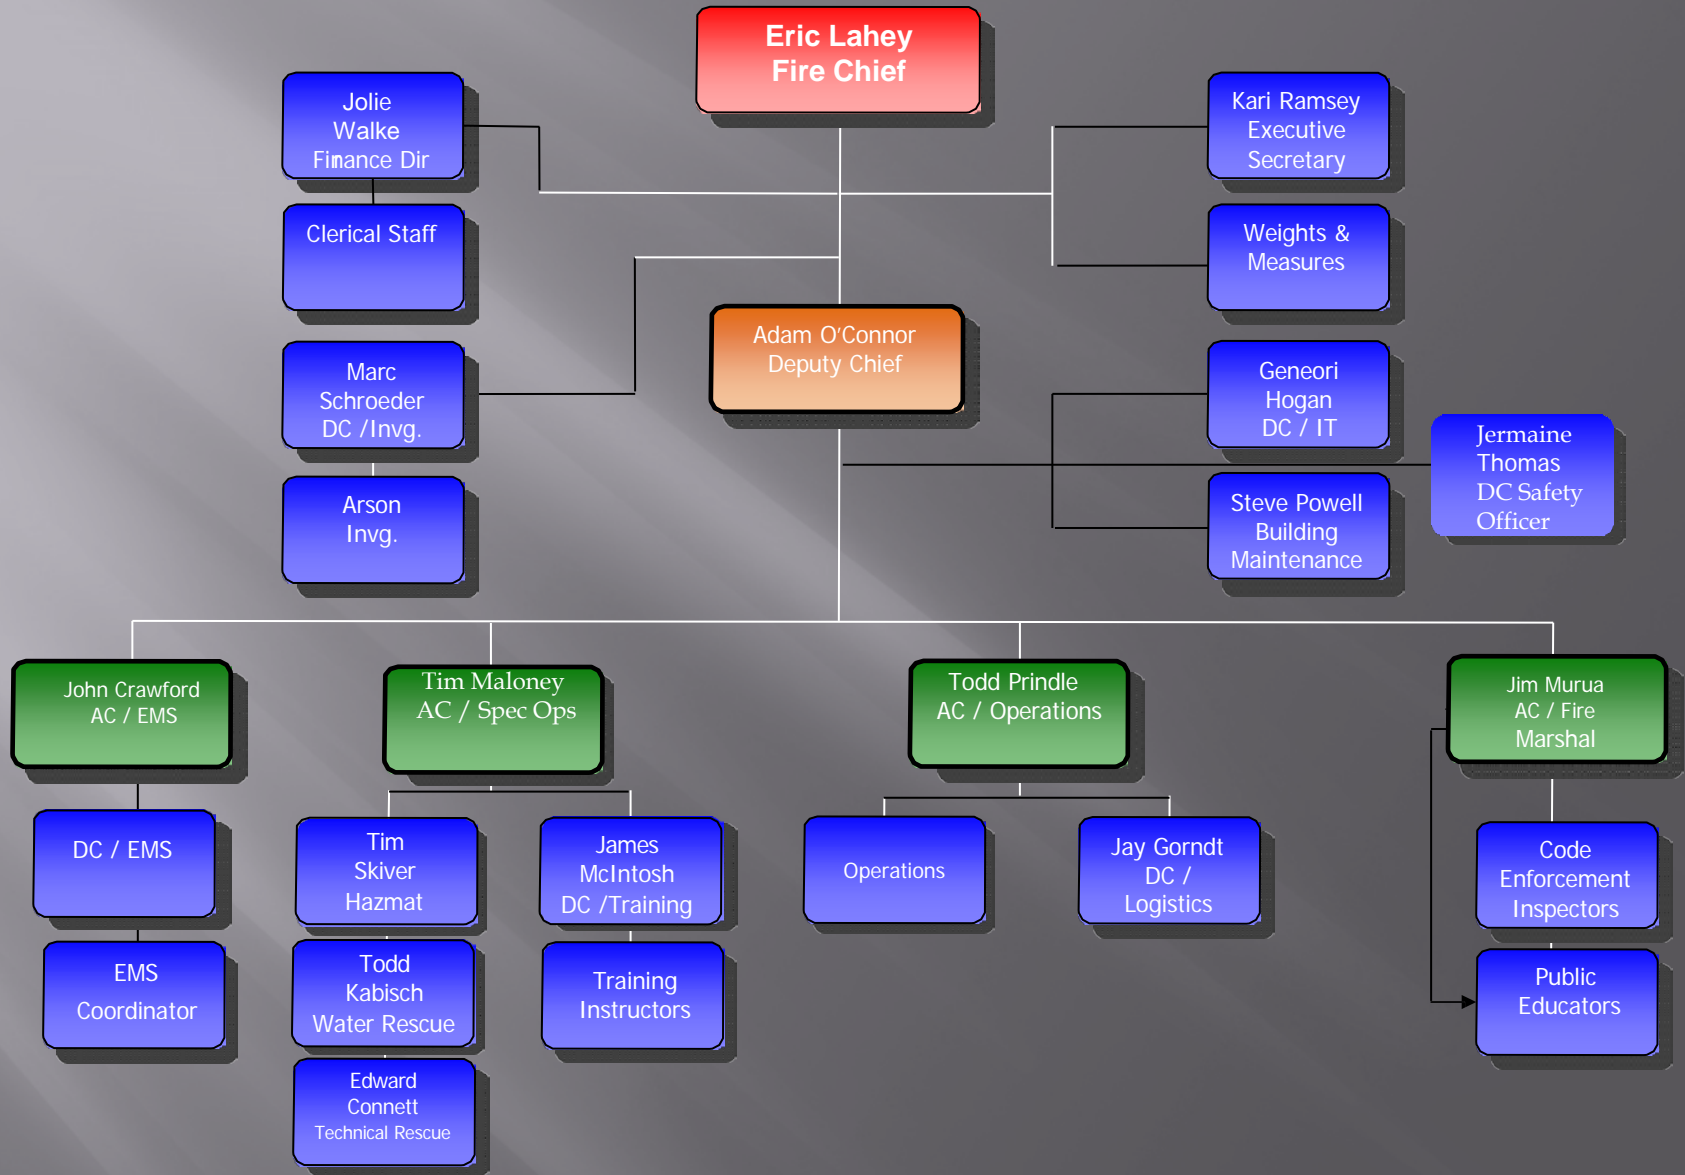 Eric Lahey
Fire Chief
Jolie
Walke
Fimance Dir
Kari Ramsey
Executive
Secretary
Clerical Staff
Weights &
Measures
Adam O'Connor
Deputy Chief
Marc
Schroeder
DC /Invg.
Geneori
Hogan
DC / IT
Jermaine
Thomas
DC Safety
Officer
Arson
Invg.
Steve Powell
Building
Maintenance
John Crawford
AC / EMS
Tim Maloney
AC / Spec Ops
Todd Prindle
AC / Operations
Jim Murua
AC / Fire
Marshal
DC / EMS
Tim
Skiver
Hazmat
James
McIntosh
DC /Training
Operations
Jay Gorndt
DC /
Logistics
Code
Enforcement
Inspectors
EMS
Coordinator
Todd
Kabisch
Water Rescue
Training
Instructors
Public
Educators
Edward
Connett
Technical Rescue